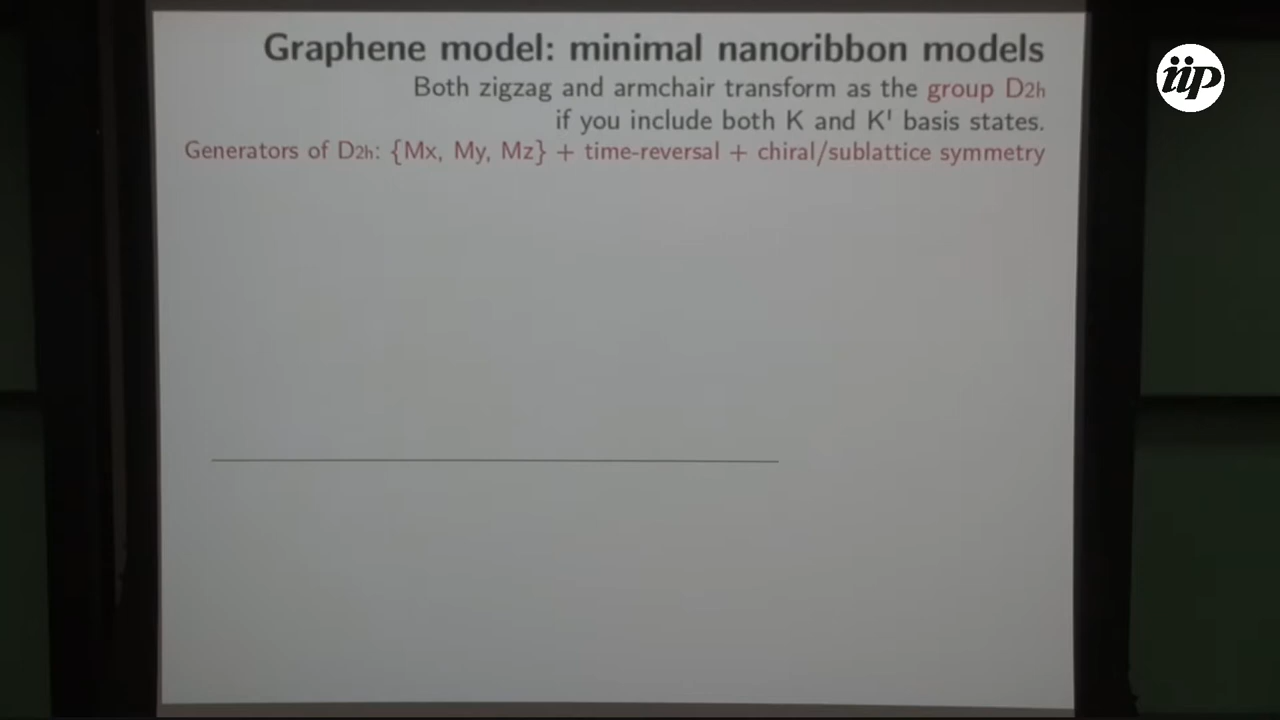 Graphene model: minimal nanoribbon models
Both zigzag and armchair transform as the group D2h
if you include both K and K' basis states.
Generators of D2h: {Mx, My, Mz} + time-reversal + chiral/sublattice symmetry
iip